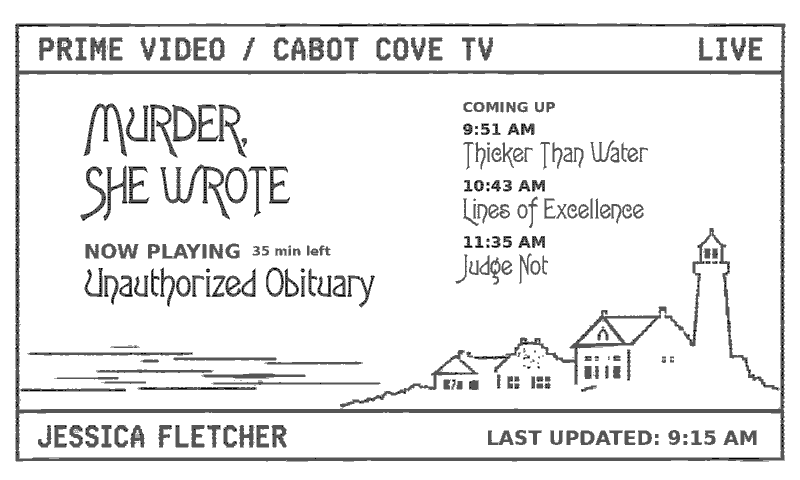 PRIME VIDEO / CABOT COVE TV
LIVE
MURDER,
SHE WROTE
NOW PLAYING 35 min left
Unauthorized Obituary
COMING UP
9:51 AM
Thicker Than Water
10:43 AM
Lines of Excellence
11:35 AM
Judge Not
JESSICA FLETCHER
LAST UPDATED: 9:15 AM